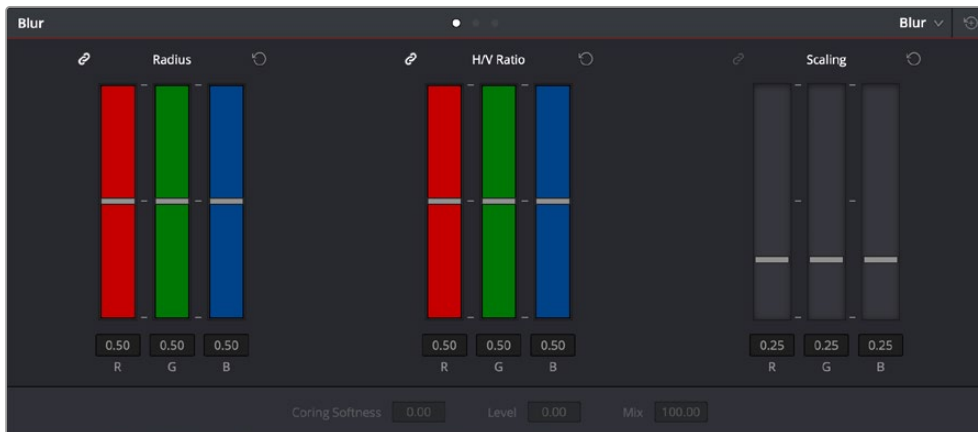 Blur Blur
Radius H/V Ratio Scaling
0.50 0.50 0.50 0.50 0.50 0.50 0.25 0.25 0.25
R G B R G B R G B
Coring Softness 0.00 Level 0.00 Mix 100.00